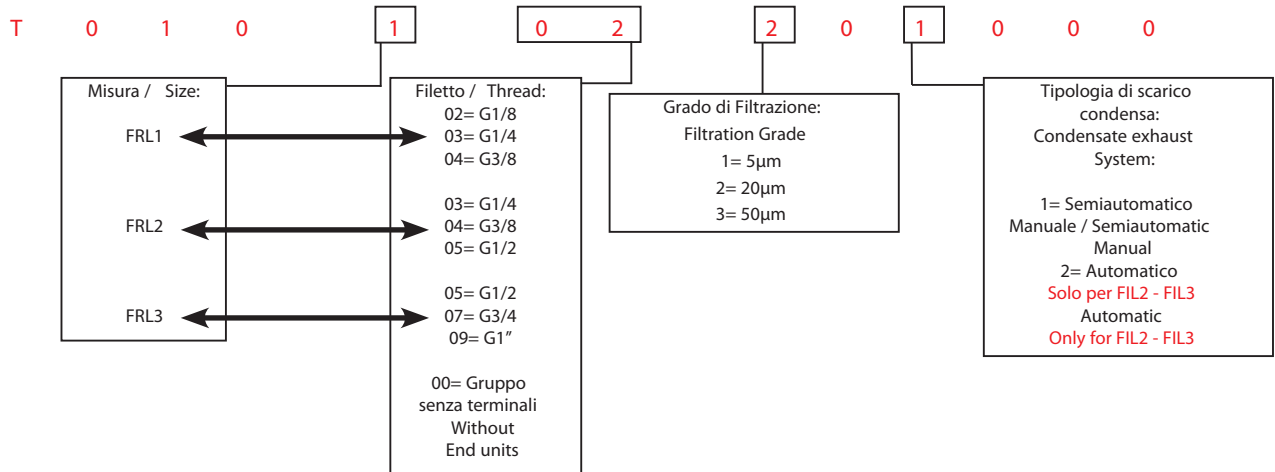 T 0 1 0 1 0 2 2 0 1 0 0 0
Misura / Size:
FRL1
FRL2
FRL3
Filetto / Thread:
02= G1/8
03= G1/4
04= G3/8
03= G1/4
04= G3/8
05= G1/2
05= G1/2
07= G3/4
09= G1”
00= Gruppo
senza terminali
Without
End units
Grado di Filtrazione:
Filtration Grade
1= 5µm
2= 20µm
3= 50µm
Tipologia di scarico
condensa:
Condensate exhaust
System:
1= Semiautomatico
Manuale / Semiautomatic
Manual
2= Automatico
Solo per FIL2 - FIL3
Automatic
Only for FIL2 - FIL3